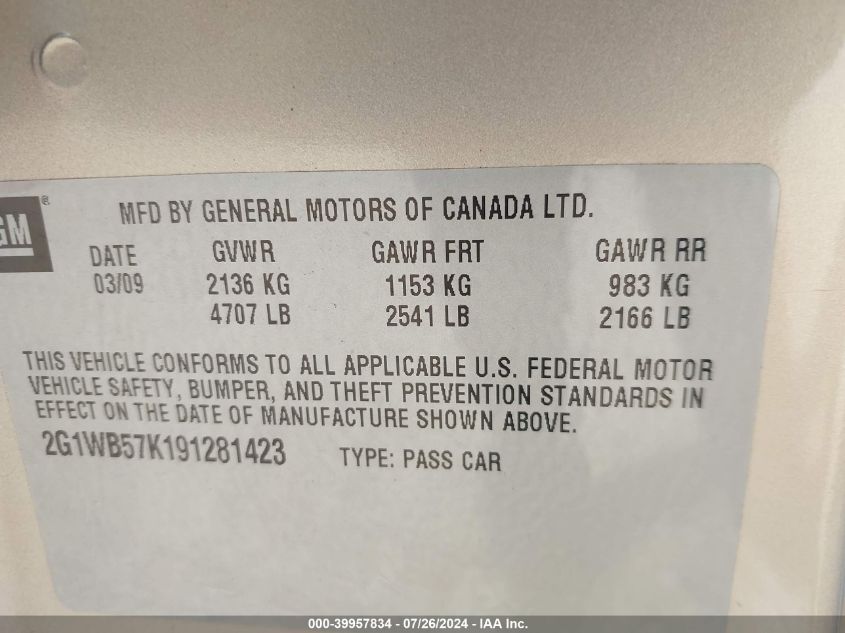 GM ®
MFD BY GENERAL MOTORS OF CANADA LTD.
DATE GVWR GAWR FRT GAWR RR
03/09 2136 KG 1153 KG 983 KG
4707 LB 2541 LB 2166 LB
THIS VEHICLE CONFORMS TO ALL APPLICABLE U.S. FEDERAL MOTOR
VEHICLE SAFETY, BUMPER, AND THEFT PREVENTION STANDARDS IN
EFFECT ON THE DATE OF MANUFACTURE SHOWN ABOVE.
2G1WB57K191281423 TYPE: PASS CAR
000-39957834 / 07/26/2024 - IAA Inc.